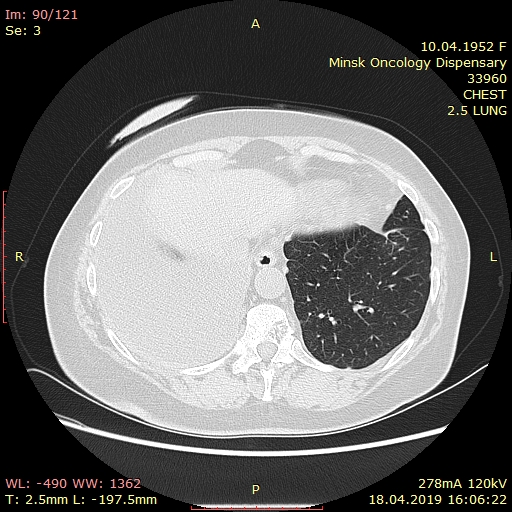 Im: 90/121
Se: 3
A
10.04.1952 F
Minsk Oncology Dispensary
33960
CHEST
2.5 LUNG
R
L
WL: -490 WW: 1362
T: 2.5mm L: -197.5mm
P
278mA 120kV
18.04.2019 16:06:22